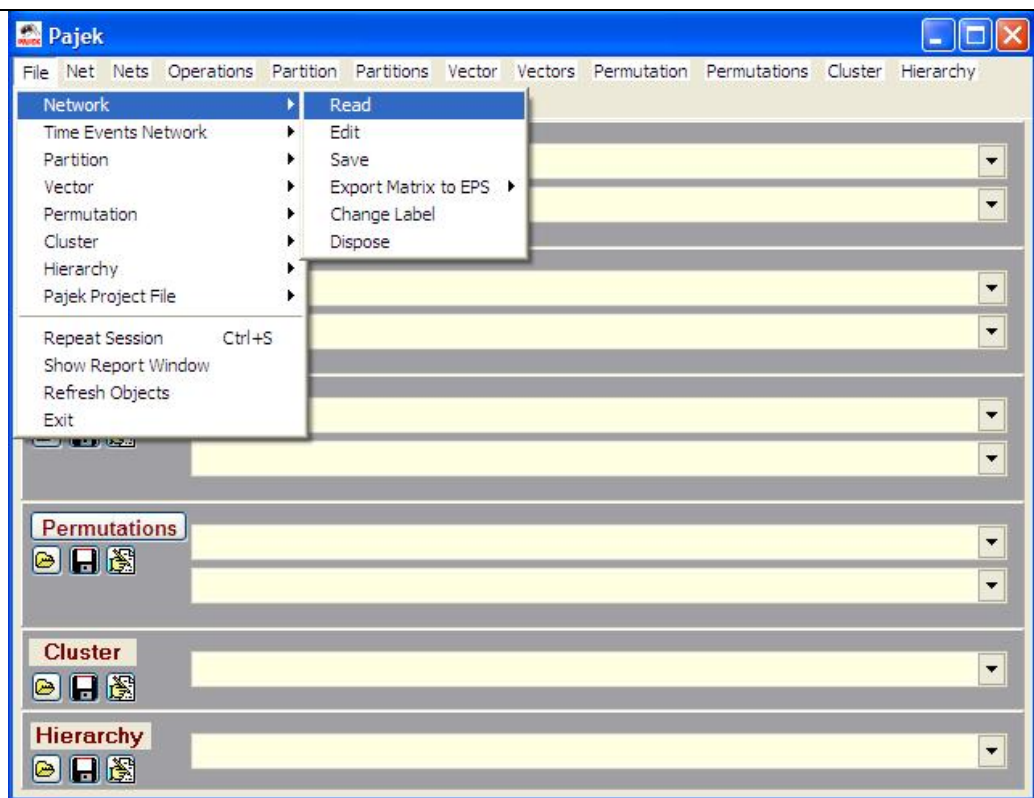 Pajek
File Net Nets Operations Partition Partitions Vector Vectors Permutation Permutations Cluster Hierarchy
Network Read
Time Events Network Edit
Partition Save
Vector Export Matrix to EPS
Permutation Change Label
Cluster Dispose
Hierarchy
Pajek Project File
Repeat Session Ctrl+S
Show Report Window
Refresh Objects
Exit
Permutations
Cluster
Hierarchy